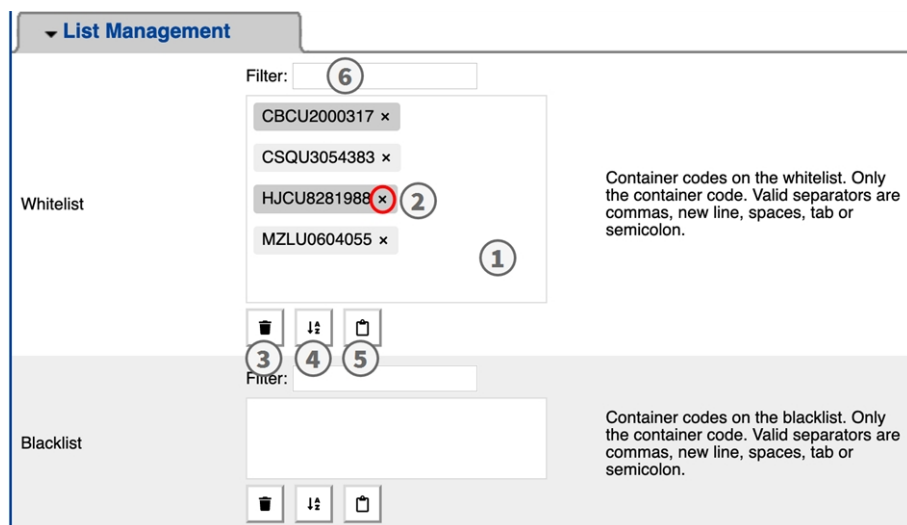 List Management
Filter: 6
CBCU2000317 ×
CSQU3054383 ×
HJCU8281988 × 2
MZLU0604055 ×
1
Whitelist
Container codes on the whitelist. Only
the container code. Valid separators are
commas, new line, spaces, tab or
semicolon.
3 4 5
Filter:
Blacklist
Container codes on the blacklist. Only
the container code. Valid separators are
commas, new line, spaces, tab or
semicolon.